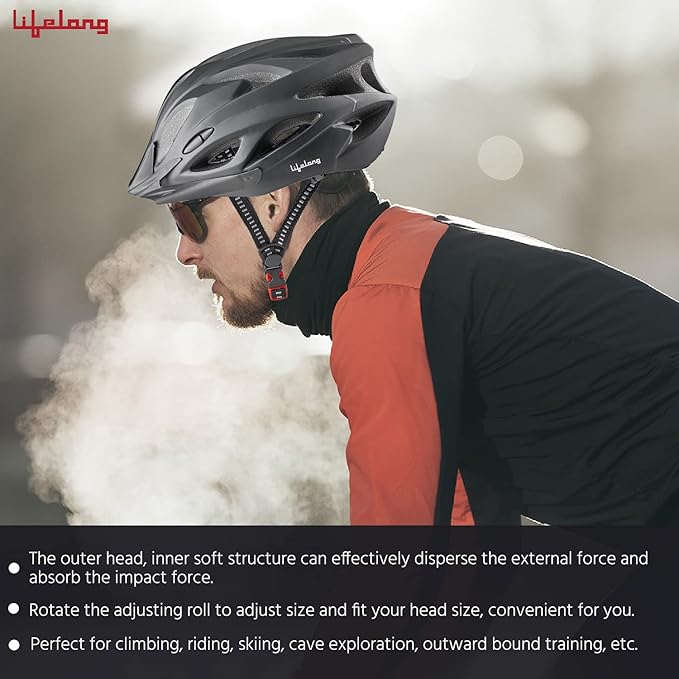 Lifelong
Lifelong
The outer head, inner soft structure can effectively disperse the external force and
absorb the impact force.
Rotate the adjusting roll to adjust size and fit your head size, convenient for you.
Perfect for climbing, riding, skiing, cave exploration, outward bound training, etc.